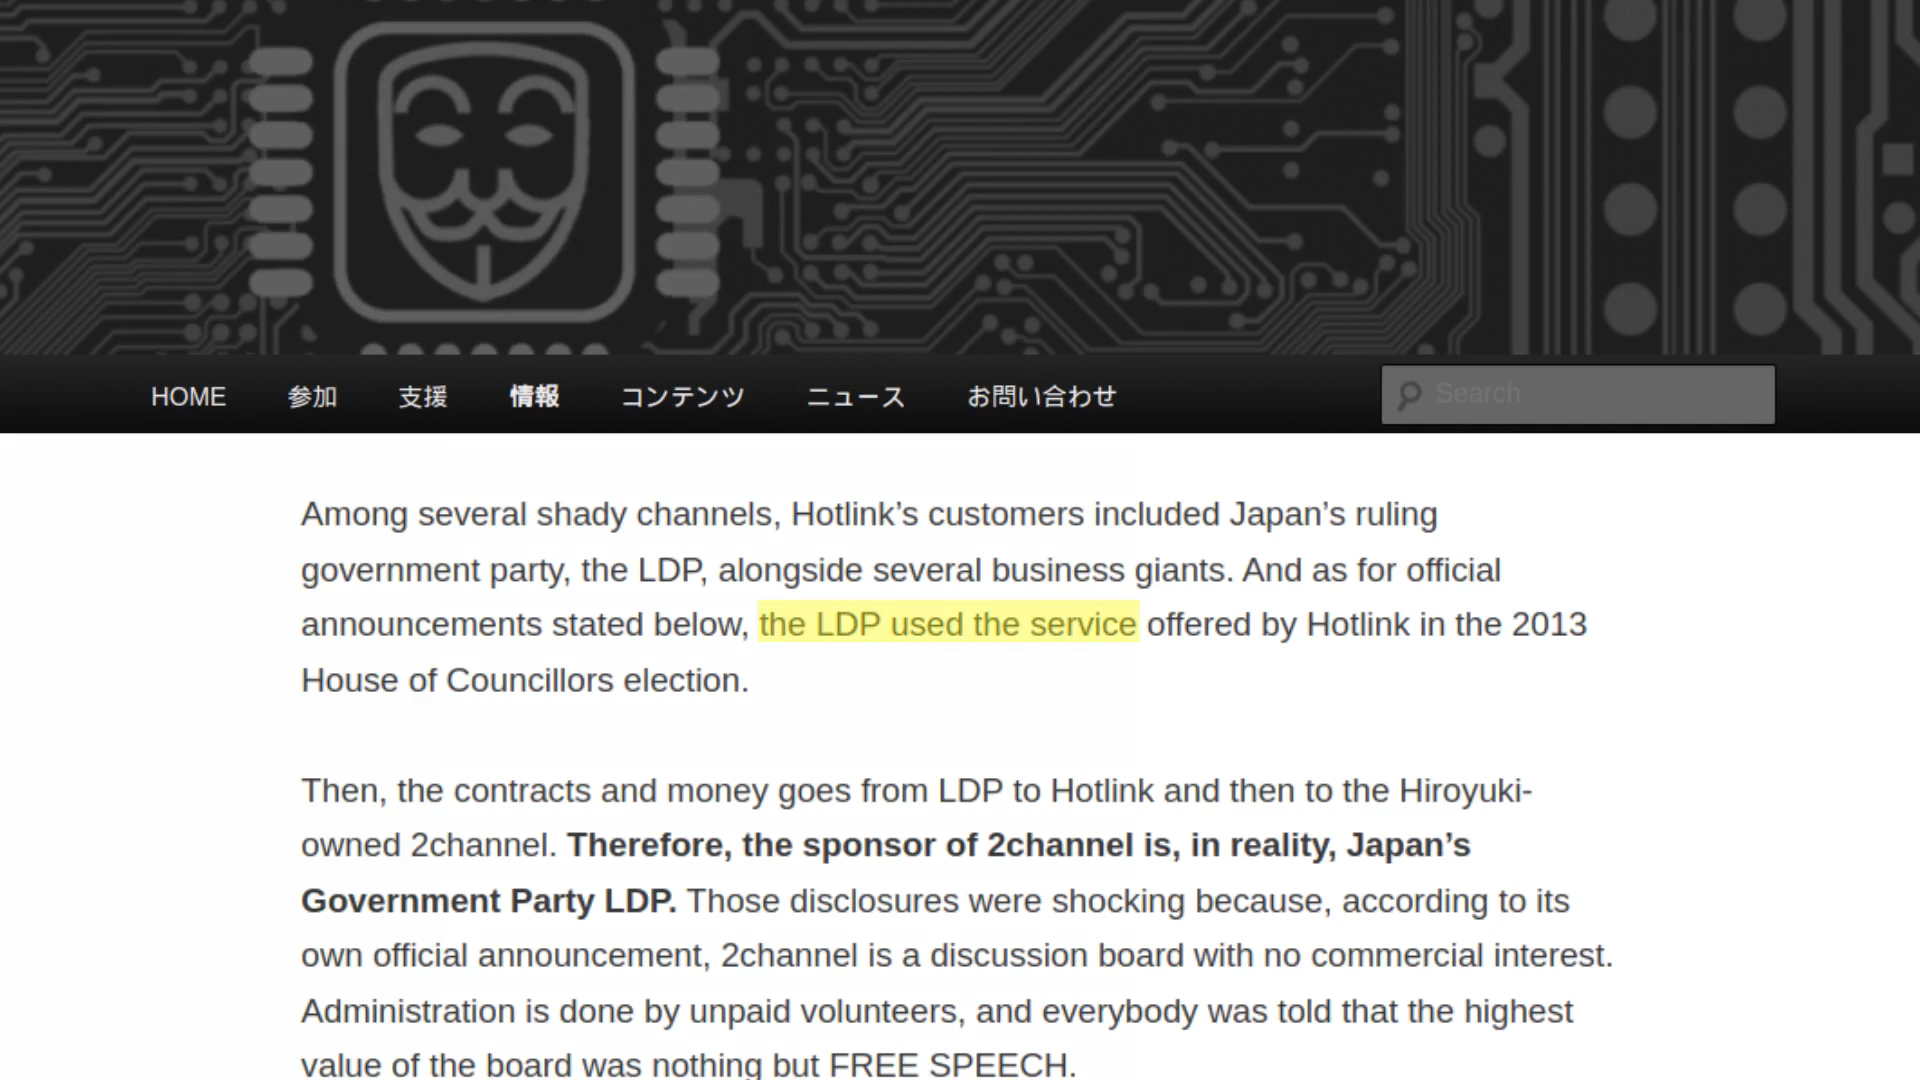 HOME 参加 支援 情報 コンテンツ ニュース お問い合わせ Search
Among several shady channels, Hotlink’s customers included Japan’s ruling
government party, the LDP, alongside several business giants. And as for official
announcements stated below, the LDP used the service offered by Hotlink in the 2013
House of Councillors election.
Then, the contracts and money goes from LDP to Hotlink and then to the Hiroyuki-
owned 2channel. Therefore, the sponsor of 2channel is, in reality, Japan’s
Government Party LDP. Those disclosures were shocking because, according to its
own official announcement, 2channel is a discussion board with no commercial interest.
Administration is done by unpaid volunteers, and everybody was told that the highest
value of the board was nothing but FREE SPEECH.